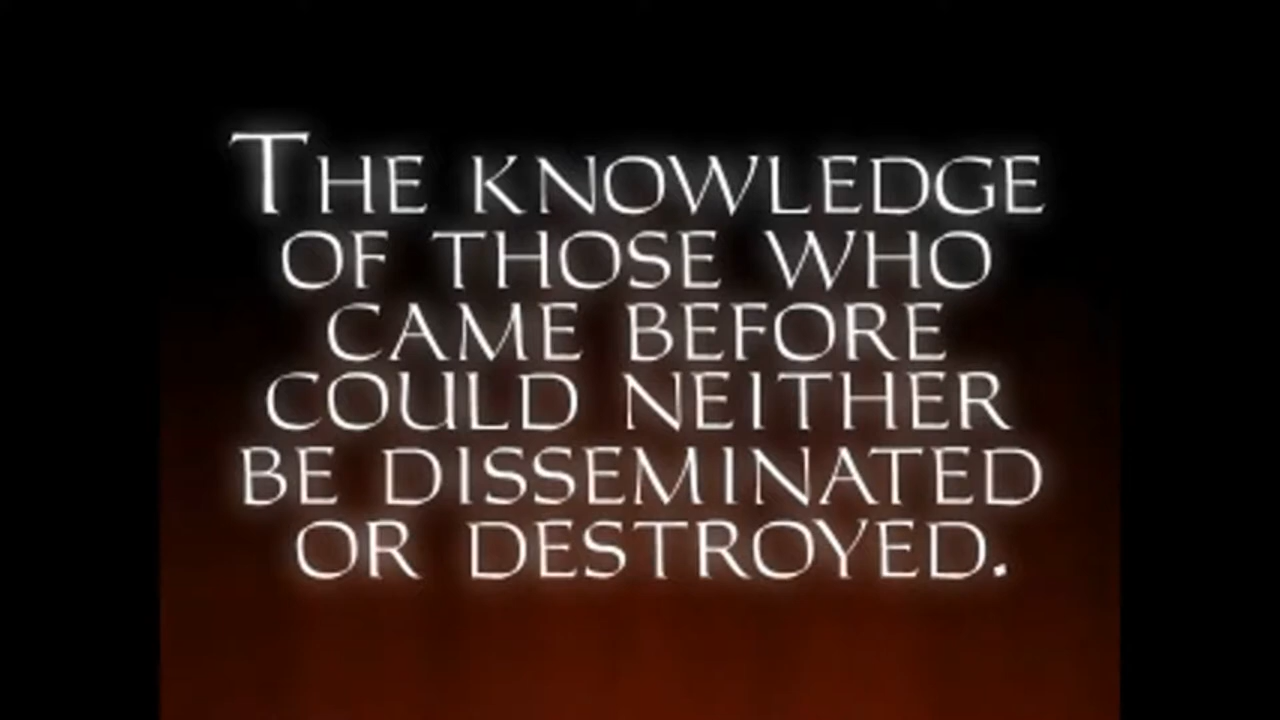 THE KNOWLEDGE
OF THOSE WHO
CAME BEFORE
COULD NEITHER
BE DISSEMINATED
OR DESTROYED.